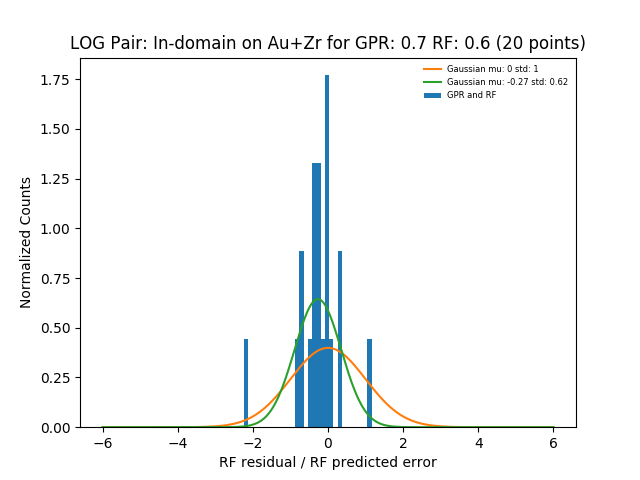 LOG Pair: In-domain on Au+Zr for GPR: 0.7 RF: 0.6 (20 points)
Gaussian mu: 0 std: 1
Gaussian mu: -0.27 std: 0.62
GPR and RF
Normalized Counts
1.75
1.50
1.25
1.00
0.75
0.50
0.25
0.00
−6
−4
−2
0
2
4
6
RF residual / RF predicted error